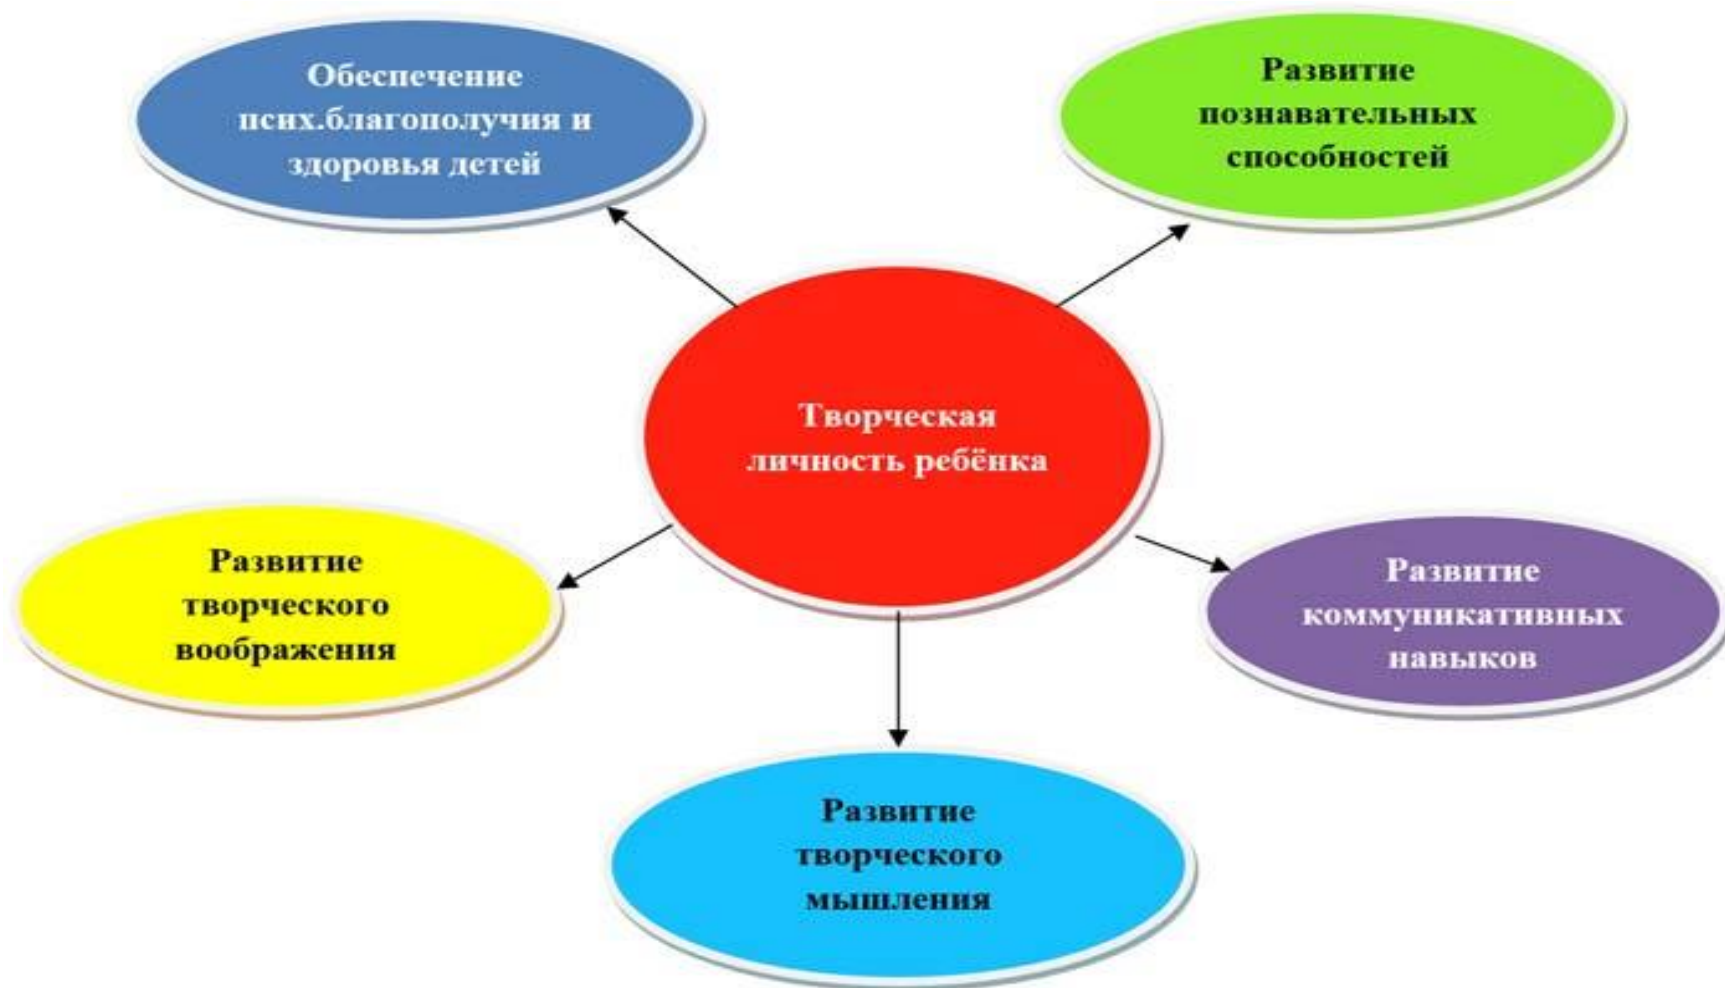 Обеспечение
псих.благополучия и
здоровья детей
Развитие
познавательных
способностей
Творческая
личность ребёнка
Развитие
творческого
воображения
Развитие
коммуникативных
навыков
Развитие
творческого
мышления